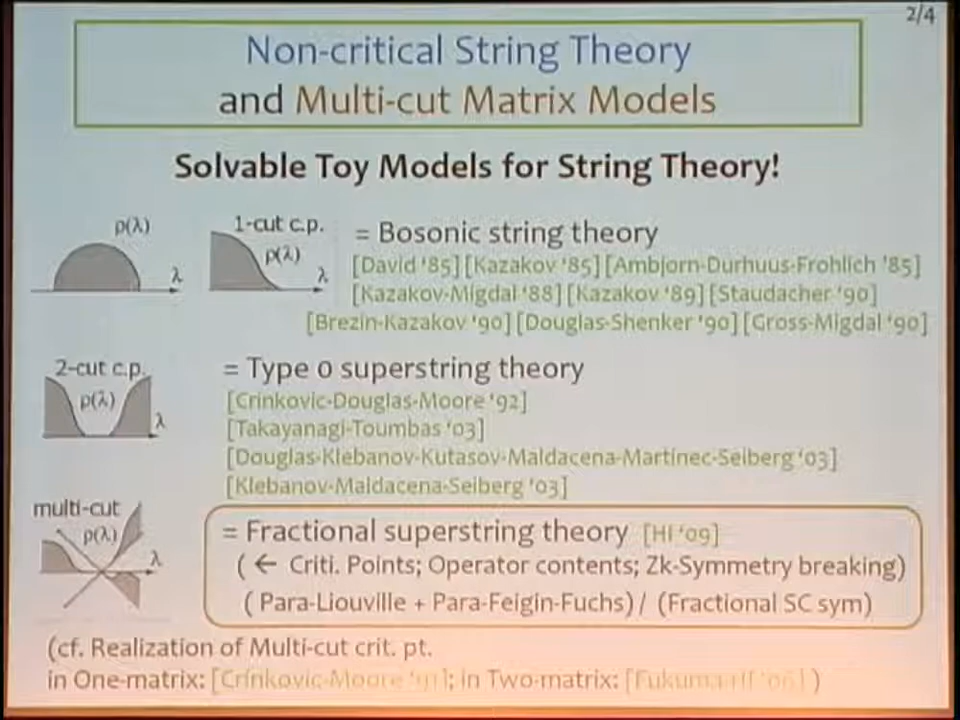 2/4
Non-critical String Theory
and Multi-cut Matrix Models
Solvable Toy Models for String Theory!
ρ(λ)
λ
1-cut c.p.
ρ(λ)
λ
= Bosonic string theory
[David '85] [Kazakov '85] [Ambjorn-Durhuus-Frohlich '85]
[Kazakov-Migdal '88] [Kazakov '89] [Staudacher '90]
[Brezin-Kazakov '90] [Douglas-Shenker '90] [Gross-Migdal '90]
2-cut c.p.
ρ(λ)
λ
= Type 0 superstring theory
[Crinkovic-Douglas-Moore '92]
[Takayanagi-Toumbas '03]
[Douglas-Klebanov-Kutasov-Maldacena-Martinec-Seiberg '03]
[Klebanov-Maldacena-Seiberg '03]
multi-cut
ρ(λ)
λ
= Fractional superstring theory [HI '09]
( ← Criti. Points; Operator contents; Zk-Symmetry breaking)
( Para-Liouville + Para-Feigin-Fuchs) / (Fractional SC sym)
(cf. Realization of Multi-cut crit. pt.
in One-matrix: [Crinkovic-Moore '91]; in Two-matrix: [Fukuma-HI '06] )